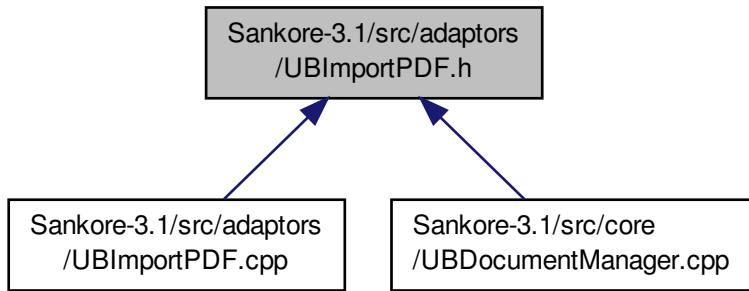 Sankore-3.1/src/adaptors
/UBImportPDF.h
Sankore-3.1/src/adaptors
/UBImportPDF.cpp
Sankore-3.1/src/core
/UBDocumentManager.cpp